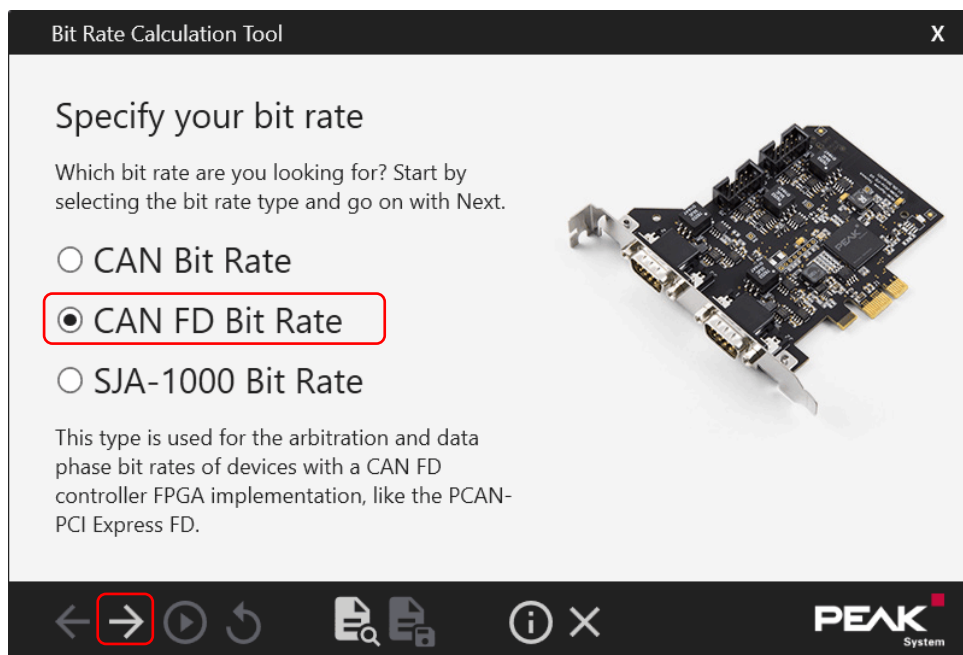 Bit Rate Calculation Tool
X
Specify your bit rate
Which bit rate are you looking for? Start by
selecting the bit rate type and go on with Next.
CAN Bit Rate
CAN FD Bit Rate
SJA-1000 Bit Rate
This type is used for the arbitration and data
phase bit rates of devices with a CAN FD
controller FPGA implementation, like the PCAN-
PCI Express FD.
PEAK
PEAK
System